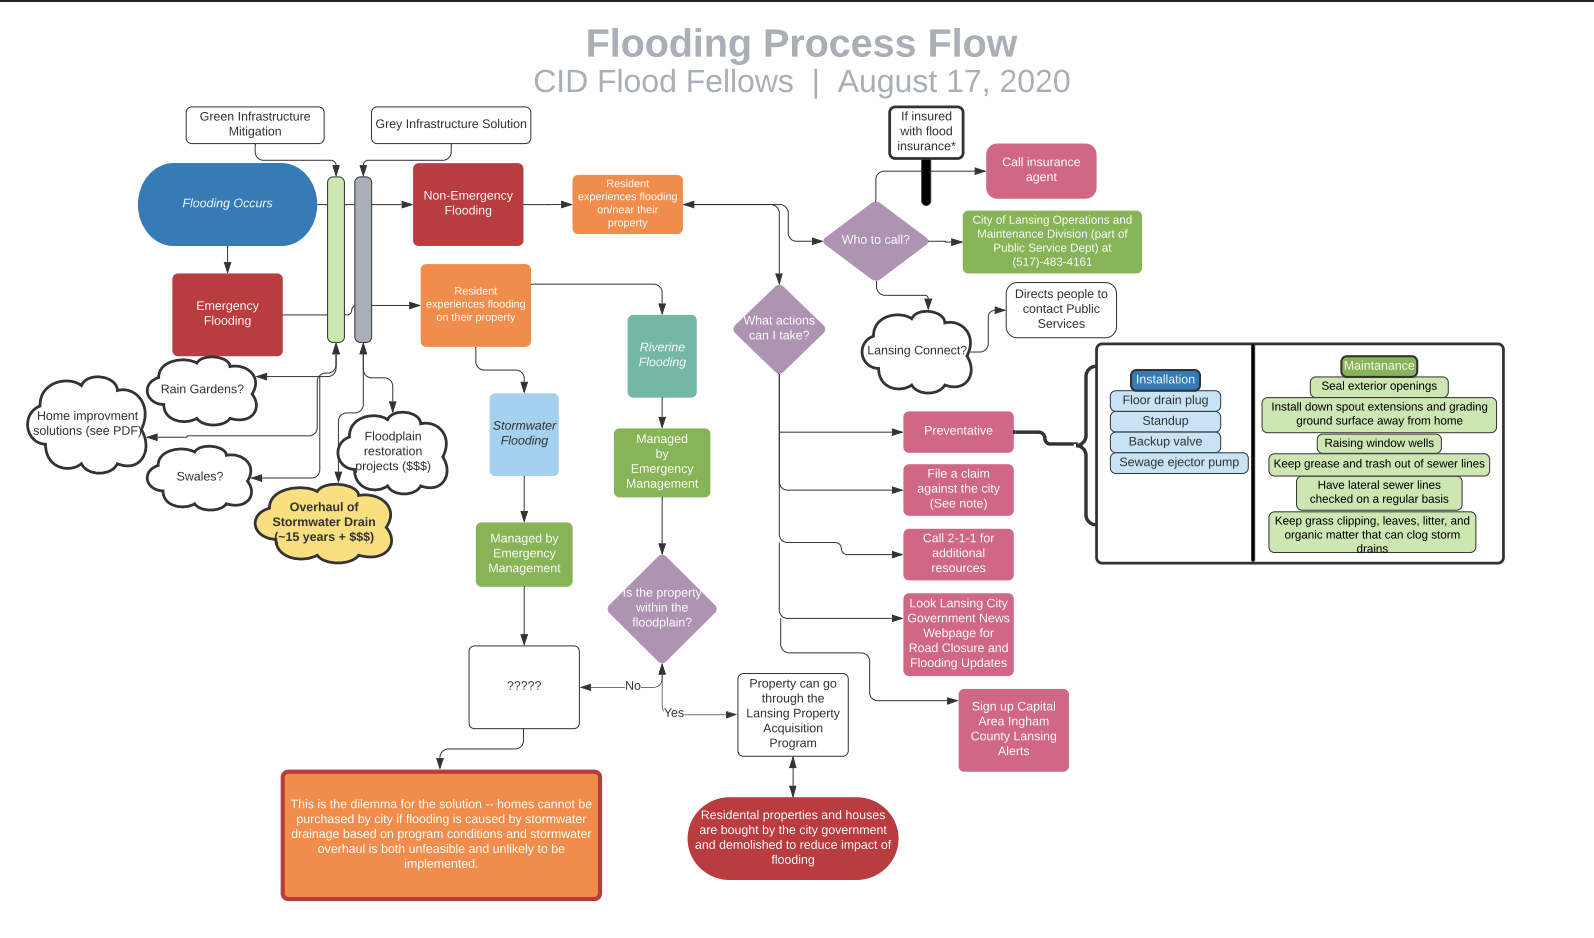 Flooding Process Flow
CID Flood Fellows | August 17, 2020
Green Infrastructure
Mitigation
Grey Infrastructure Solution
If insured
with flood
insurance*
Call insurance
agent
Flooding Occurs
Non-Emergency
Flooding
Resident
experiences flooding
on/near their
property
Who to call?
City of Lansing Operations and
Maintenance Division (part of
Public Service Dept) at
(517)-483-4161
Emergency
Flooding
Resident
experiences flooding
on their property
Riverine
Flooding
What actions
can I take?
Lansing Connect?
Directs people to
contact Public
Services
Rain Gardens?
Home improvment
solutions (see PDF)
Swales?
Floodplain
restoration
projects ($$$)
Overhaul of
Stormwater Drain
(~15 years + $$$)
Stormwater
Flooding
Managed
by
Emergency
Management
Managed by
Emergency
Management
Preventative
File a claim
against the city
(See note)
Call 2-1-1 for
additional
resources
Look Lansing City
Government News
Webpage for
Road Closure and
Flooding Updates
Sign up Capital
Area Ingham
County Lansing
Alerts
Installation
Floor drain plug
Standup
Backup valve
Sewage ejector pump
Maintanance
Seal exterior openings
Install down spout extensions and grading
ground surface away from home
Raising window wells
Keep grease and trash out of sewer lines
Have lateral sewer lines
checked on a regular basis
Keep grass clipping, leaves, litter, and
organic matter that can clog storm
drains
Is the property
within the
floodplain?
No
Yes
?????
Property can go
through the
Lansing Property
Acquisition
Program
This is the dilemma for the solution -- homes cannot be
purchased by city if flooding is caused by stormwater
drainage based on program conditions and stormwater
overhaul is both unfeasible and unlikely to be
implemented.
Residental properties and houses
are bought by the city government
and demolished to reduce impact of
flooding